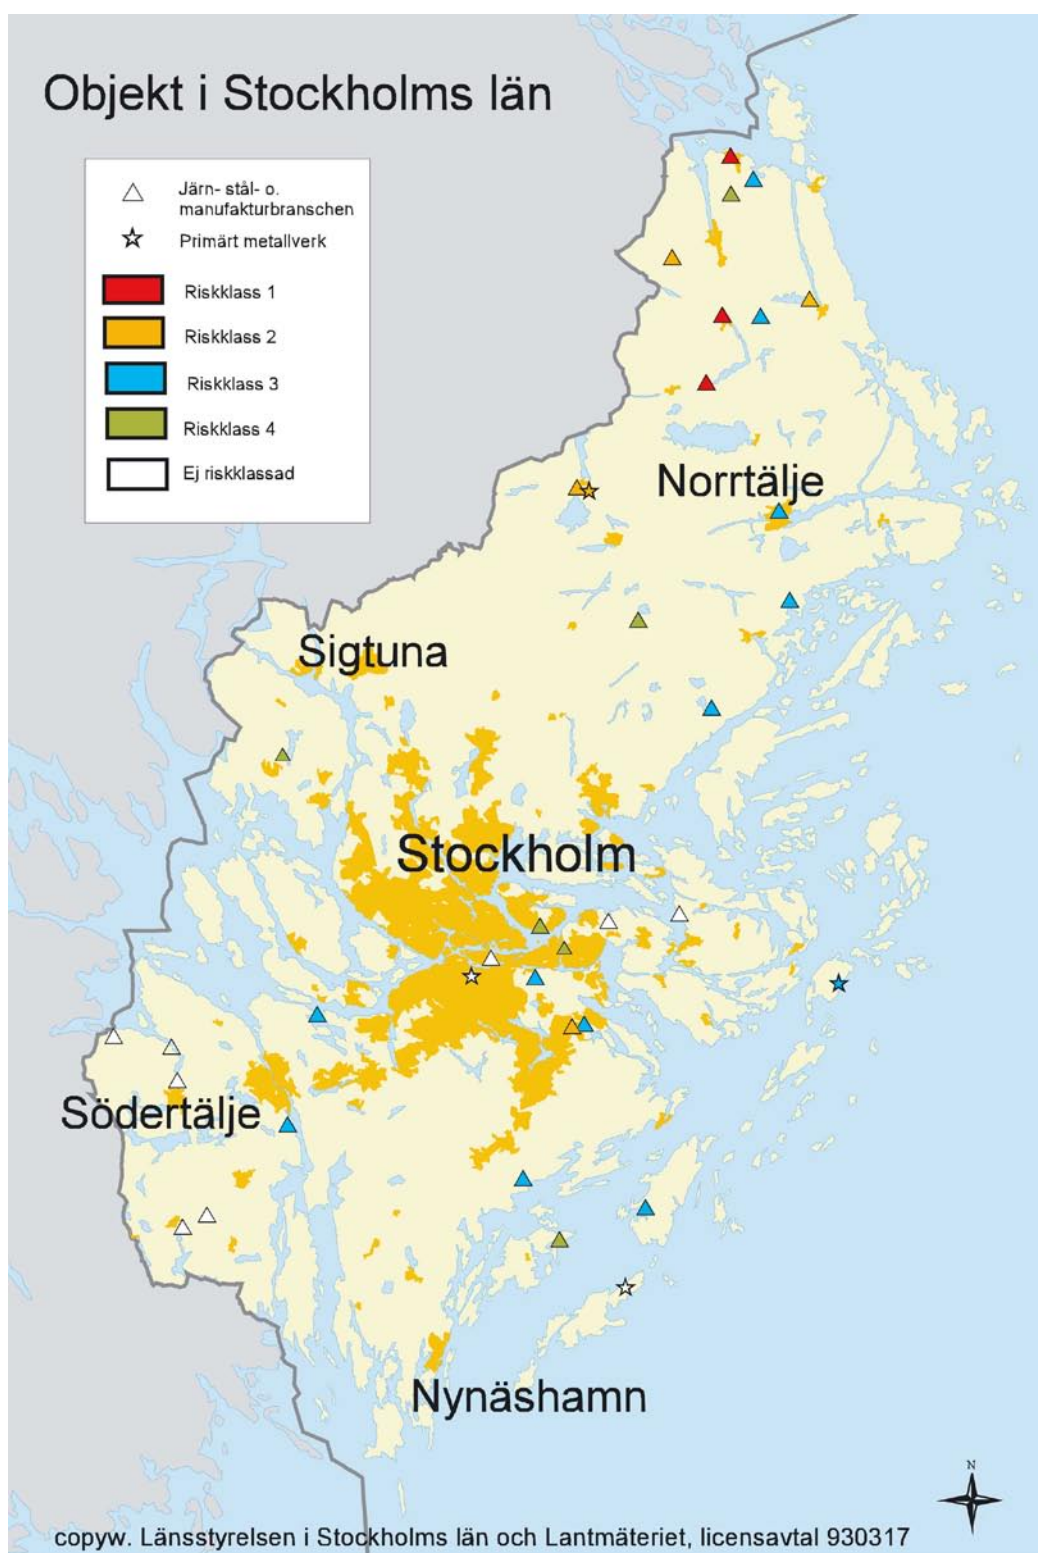 Objekt i Stockholms län
Järn- stål- o.
manufakturbranschen
Primärt metallverk
Riskklass 1
Riskklass 2
Riskklass 3
Riskklass 4
Ej riskklassad
Norrtälje
Sigtuna
Stockholm
Södertälje
Nynäshamn
N
copyw. Länsstyrelsen i Stockholms län och Lantmäteriet, licensavtal 930317